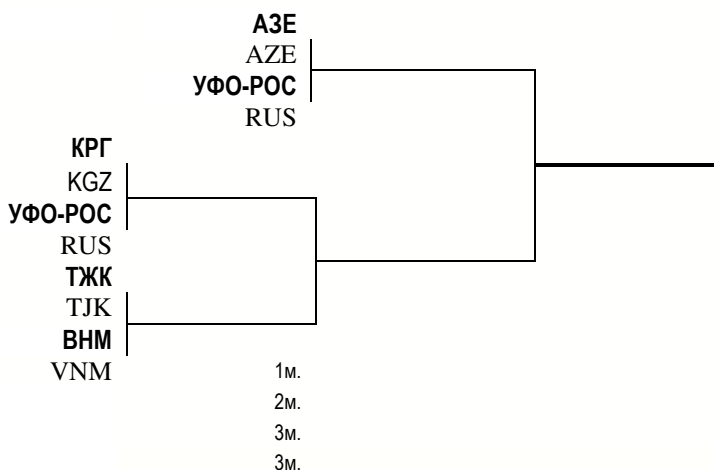 АЗЕ
AZE
УФО-РОС
RUS
КРГ
KGZ
УФО-РОС
RUS
ТЖК
TJK
ВНМ
VNM
1м.
2м.
3м.
3м.